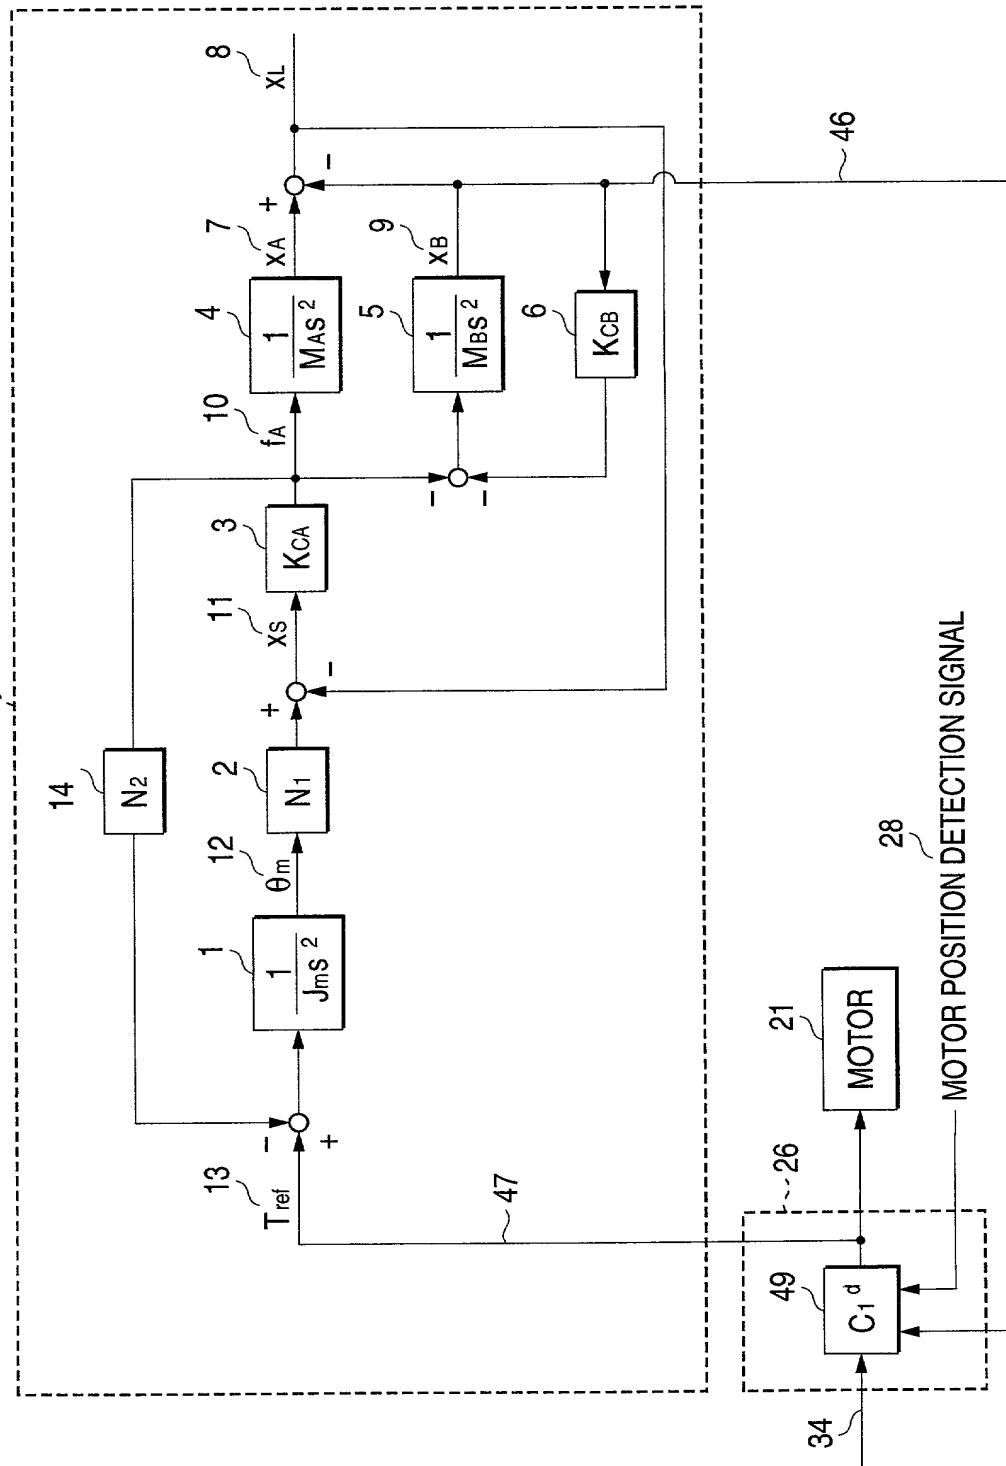 14
N2
13
Tref
−
+
1
1
Jms²
12
θm
2
N1
+
−
11
xS
3
KCA
10
fA
4
1
MAS²
7
xA
+
−
8
xL
−
−
5
1
MBS²
9
xB
6
KCB
46
47
34
49
C1ᵈ
26
21
MOTOR
28
MOTOR POSITION DETECTION SIGNAL